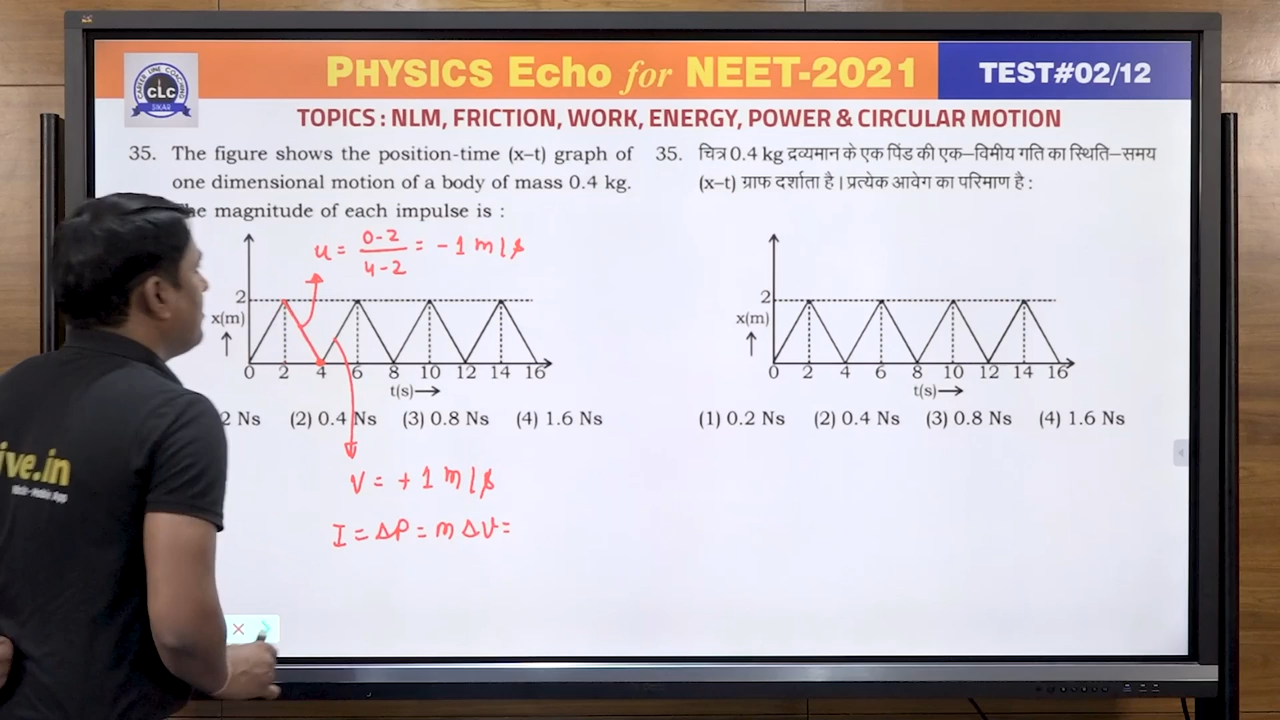 PHYSICS Echo for NEET-2021
TEST#02/12
CAREER LINE COACHING
CLC
SIKAR
TOPICS : NLM, FRICTION, WORK, ENERGY, POWER & CIRCULAR MOTION
35. The figure shows the position-time (x–t) graph of
one dimensional motion of a body of mass 0.4 kg.
he magnitude of each impulse is :
u = 0-2 / 4-2 = - 1 m/s
2
x(m)
0 2 4 6 8 10 12 14 16
t(s)→
2 Ns (2) 0.4 Ns (3) 0.8 Ns (4) 1.6 Ns
V = + 1 m/s
I = ΔP = m ΔV =
35. चित्र 0.4 kg द्रव्यमान के एक पिंड की एक–विमीय गति का स्थिति–समय
(x–t) ग्राफ दर्शाता है। प्रत्येक आवेग का परिमाण है :
2
x(m)
0 2 4 6 8 10 12 14 16
t(s)→
(1) 0.2 Ns (2) 0.4 Ns (3) 0.8 Ns (4) 1.6 Ns
ive.in